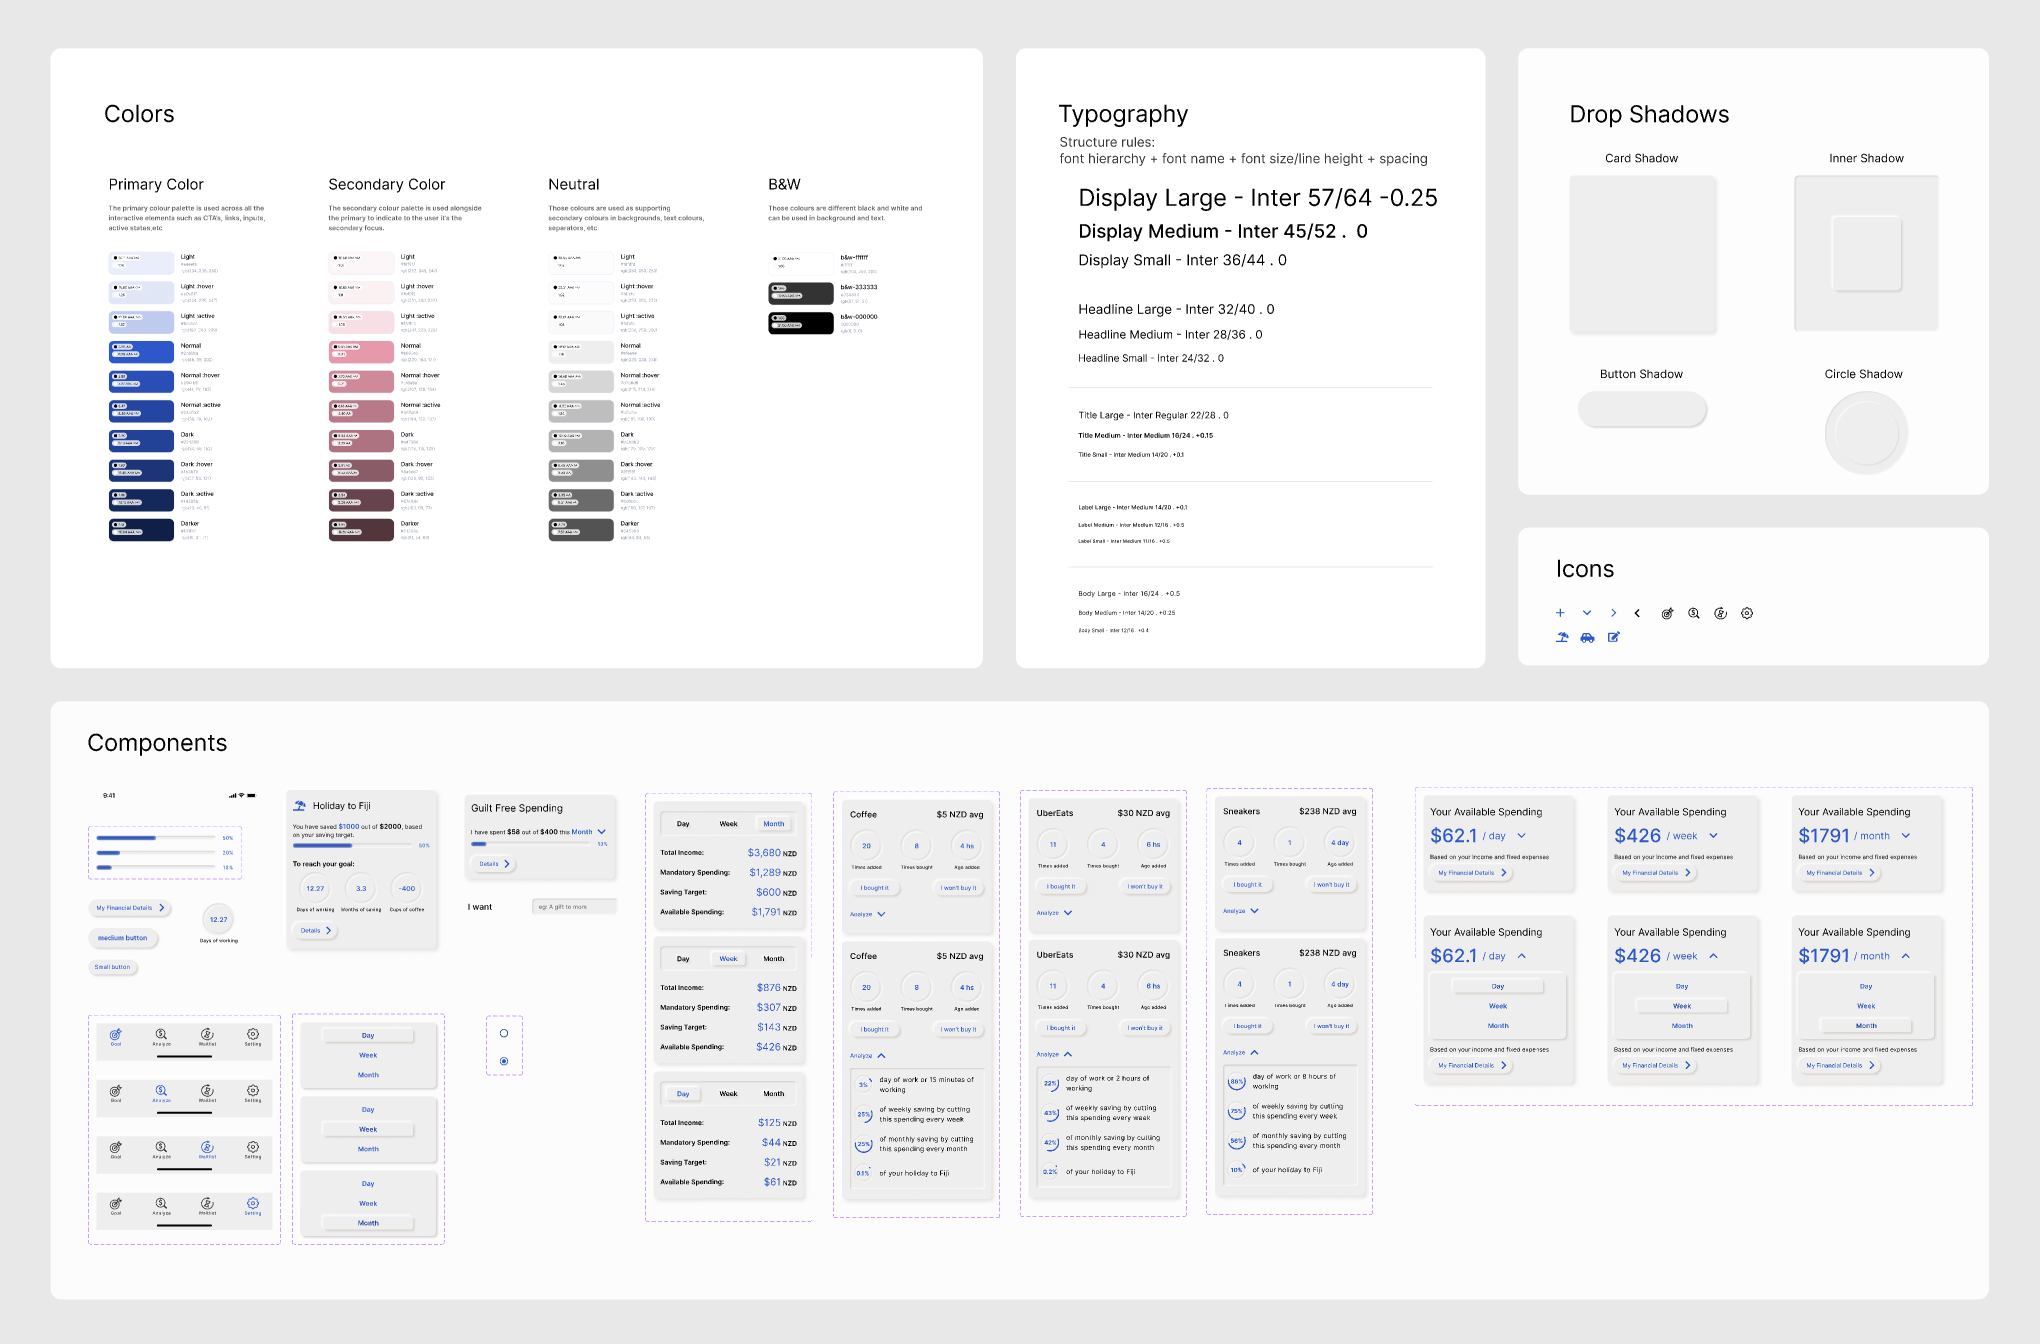 Colors
Primary Color
The primary colour palette is used across all the
interactive elements such as CTA's, links, inputs,
active states,etc
Light
Light :hover
Light :active
Normal
Normal :hover
Normal :active
Dark
Dark :hover
Dark :active
Darker
Secondary Color
The secondary colour palette is used alongside
the primary to indicate to the user it's the
secondary focus.
Light
Light :hover
Light :active
Normal
Normal :hover
Normal :active
Dark
Dark :hover
Dark :active
Darker
Neutral
Those colours are used as supporting
secondary colours in backgrounds, text colours,
separators, etc
Light
Light :hover
Light :active
Normal
Normal :hover
Normal :active
Dark
Dark :hover
Dark :active
Darker
B&W
Those colours are different black and white and
can be used in background and text.
b&w-ffffff
b&w-333333
b&w-000000
Typography
Structure rules:
font hierarchy + font name + font size/line height + spacing
Display Large - Inter 57/64 -0.25
Display Medium - Inter 45/52 . 0
Display Small - Inter 36/44 . 0
Headline Large - Inter 32/40 . 0
Headline Medium - Inter 28/36 . 0
Headline Small - Inter 24/32 . 0
Title Large - Inter Regular 22/28 . 0
Title Medium - Inter Medium 16/24 . +0.15
Title Small - Inter Medium 14/20 . +0.1
Label Large - Inter Medium 14/20 . +0.1
Label Medium - Inter Medium 12/16 . +0.5
Label Small - Inter Medium 11/16 . +0.5
Body Large - Inter 16/24 . +0.5
Body Medium - Inter 14/20 . +0.25
Body Small - Inter 12/16 . +0.4
Drop Shadows
Card Shadow
Inner Shadow
Button Shadow
Circle Shadow
Icons
Components
9:41
50%
20%
10%
My Financial Details
medium button
Small button
12.27
Days of working
Holiday to Fiji
You have saved $1000 out of $2000, based
on your saving target.
50%
To reach your goal:
12.27
3.3
-400
Days of working
Months of saving
Cups of coffee
Details
Guilt Free Spending
I have spent $58 out of $400 this Month
13%
Details
I want
eg: A gift to mom
Goal
Analyze
Waitlist
Setting
Goal
Analyze
Waitlist
Setting
Goal
Analyze
Waitlist
Setting
Goal
Analyze
Waitlist
Setting
Day
Week
Month
Day
Week
Month
Day
Week
Month
Day
Week
Month
Total Income: $3,680 NZD
Mandatory Spending: $1,289 NZD
Saving Target: $600 NZD
Available Spending: $1,791 NZD
Day
Week
Month
Total Income: $876 NZD
Mandatory Spending: $307 NZD
Saving Target: $143 NZD
Available Spending: $426 NZD
Day
Week
Month
Total Income: $125 NZD
Mandatory Spending: $44 NZD
Saving Target: $21 NZD
Available Spending: $61 NZD
Coffee
$5 NZD avg
20
8
4 hs
Times added
Times bought
Ago added
I bought it
I won't buy it
Analyze
Coffee
$5 NZD avg
20
8
4 hs
Times added
Times bought
Ago added
I bought it
I won't buy it
Analyze
3%
day of work or 15 minutes of
working
25%
of weekly saving by cutting
this spending every week
25%
of monthly saving by cutting
this spending every month
0.1%
of your holiday to Fiji
UberEats
$30 NZD avg
11
4
6 hs
Times added
Times bought
Ago added
I bought it
I won't buy it
Analyze
UberEats
$30 NZD avg
11
4
6 hs
Times added
Times bought
Ago added
I bought it
I won't buy it
Analyze
22%
day of work or 2 hours of
working
43%
of weekly saving by cutting
this spending every week
42%
of monthly saving by cutting
this spending every month
0.2%
of your holiday to Fiji
Sneakers
$238 NZD avg
4
1
4 day
Times added
Times bought
Ago added
I bought it
I won't buy it
Analyze
Sneakers
$238 NZD avg
4
1
4 day
Times added
Times bought
Ago added
I bought it
I won't buy it
Analyze
86%
day of work or 8 hours of
working
75%
of weekly saving by cutting
this spending every week
56%
of monthly saving by cutting
this spending every month
10%
of your holiday to Fiji
Your Available Spending
$62.1 / day
Based on your income and fixed expenses
My Financial Details
Your Available Spending
$426 / week
Based on your income and fixed expenses
My Financial Details
Your Available Spending
$1791 / month
Based on your income and fixed expenses
My Financial Details
Your Available Spending
$62.1 / day
Day
Week
Month
Based on your income and fixed expenses
My Financial Details
Your Available Spending
$426 / week
Day
Week
Month
Based on your income and fixed expenses
My Financial Details
Your Available Spending
$1791 / month
Day
Week
Month
Based on your income and fixed expenses
My Financial Details